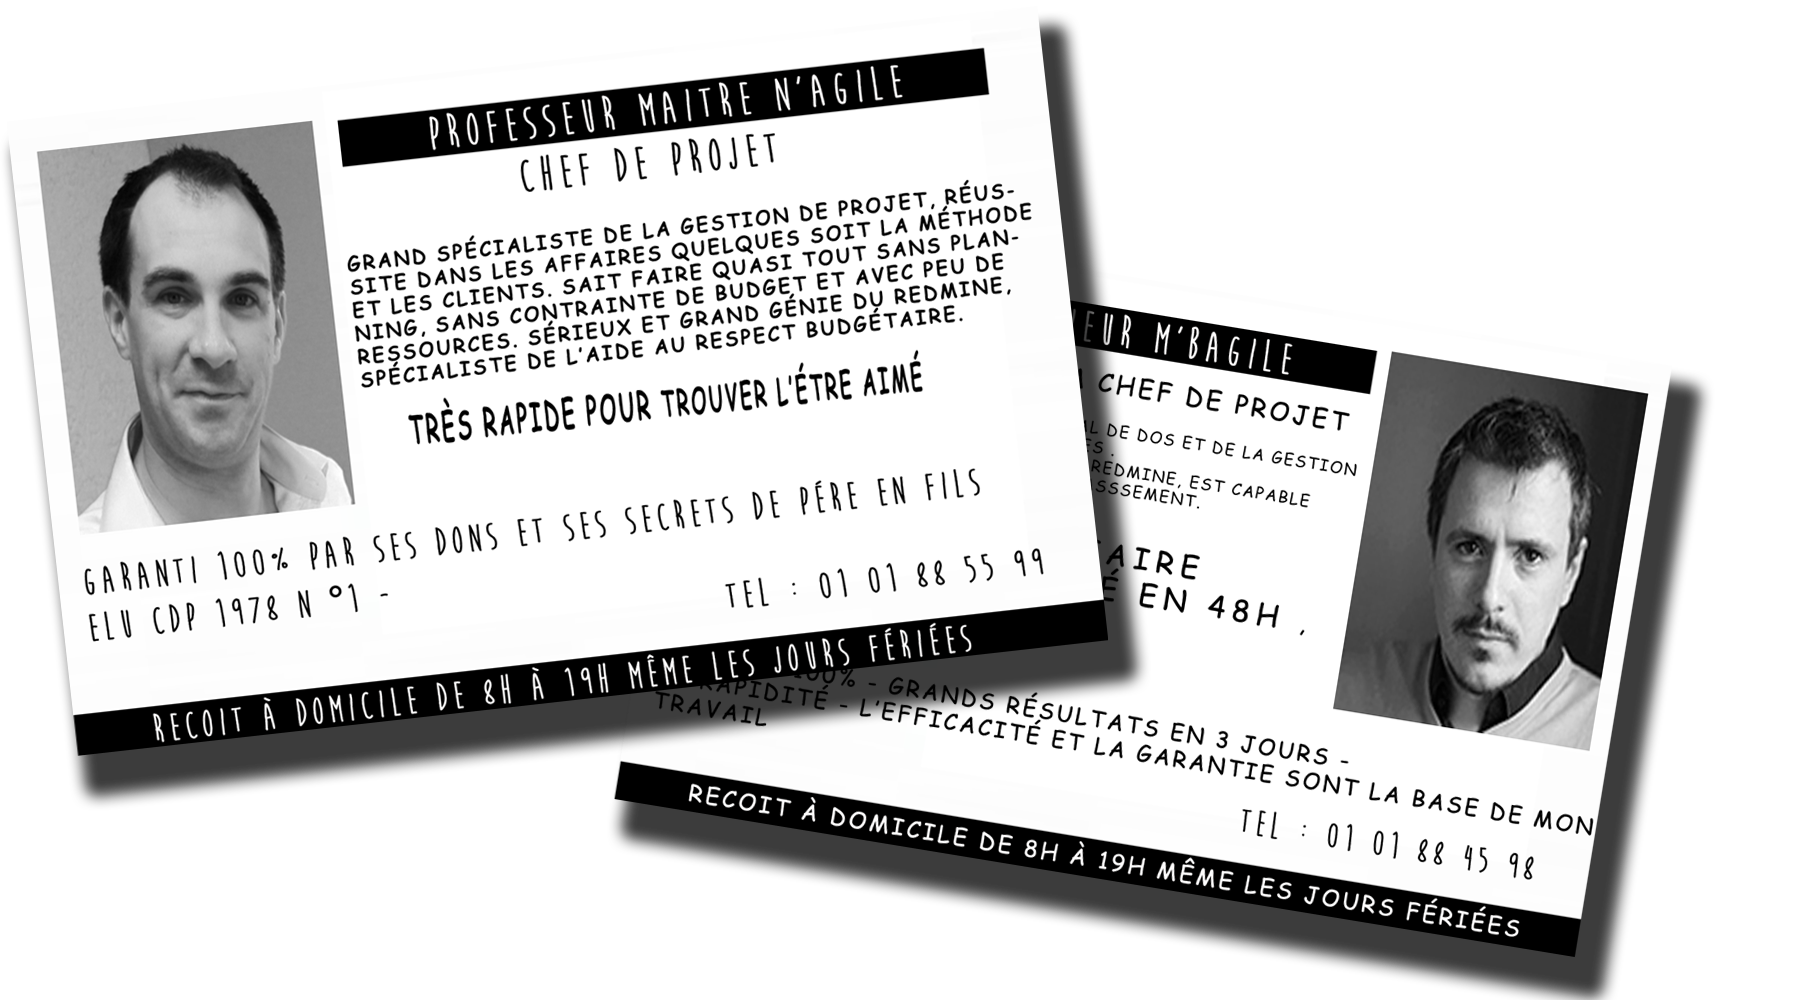 PROFESSEUR MAITRE N'AGILE
CHEF DE PROJET
GRAND SPÉCIALISTE DE LA GESTION DE PROJET, RÉUS-
SITE DANS LES AFFAIRES QUELQUES SOIT LA MÉTHODE
ET LES CLIENTS. SAIT FAIRE QUASI TOUT SANS PLAN-
NING, SANS CONTRAINTE DE BUDGET ET AVEC PEU DE
RESSOURCES. SÉRIEUX ET GRAND GÉNIE DU REDMINE,
SPÉCIALISTE DE L'AIDE AU RESPECT BUDGÉTAIRE.
TRÈS RAPIDE POUR TROUVER L'ÉTRE AIMÉ
GARANTI 100% PAR SES DONS ET SES SECRETS DE PÉRE EN FILS
ELU CDP 1978 N °1 -
TEL : 01 01 88 55 99
RECOIT À DOMICILE DE 8H À 19H MÊME LES JOURS FÉRIÉES
EUR M'BAGILE
CHEF DE PROJET
DE DOS ET DE LA GESTION
ES .
REDMINE, EST CAPABLE
SSSEMENT.
AIRE
É EN 48H ,
100% - GRANDS RÉSULTATS EN 3 JOURS -
RAPIDITÉ - L'EFFICACITÉ ET LA GARANTIE SONT LA BASE DE MON
TRAVAIL
TEL : 01 01 88 45 98
RECOIT À DOMICILE DE 8H À 19H MÊME LES JOURS FÉRIÉES